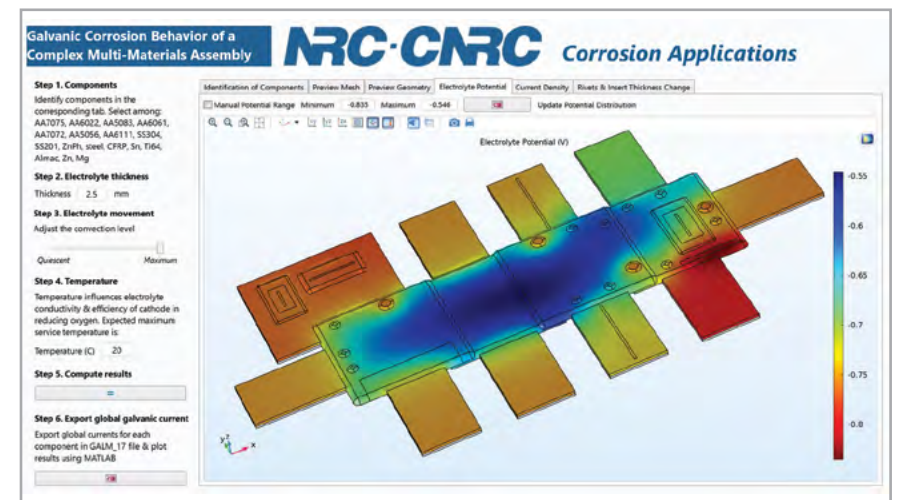 Galvanic Corrosion Behavior of a
Complex Multi-Materials Assembly
NRC·CNRC
Corrosion Applications
Step 1. Components
Identify components in the
corresponding tab. Select among:
AA7075, AA6022, AA5083, AA6061,
AA7072, AA5056, AA6111, SS304,
SS201, ZnPh, steel, CFRP, Sn, Ti64,
Almac, Zn, Mg
Step 2. Electrolyte thickness
Thickness 2.5 mm
Step 3. Electrolyte movement
Adjust the convection level
Quiescent Maximum
Step 4. Temperature
Temperature influences electrolyte
conductivity & efficiency of cathode in
reducing oxygen. Expected maximum
service temperature is:
Temperature (C) 20
Step 5. Compute results
=
Step 6. Export global galvanic current
Export global currents for each
component in GALM_17 file & plot
results using MATLAB
Identification of Components Preview Mesh Preview Geometry Electrolyte Potential Current Density Rivets & Insert Thickness Change
Manual Potential Range Minimum -0.835 Maximum -0.546 Update Potential Distribution
Electrolyte Potential (V)
-0.55
-0.6
-0.65
-0.7
-0.75
-0.8
y z x